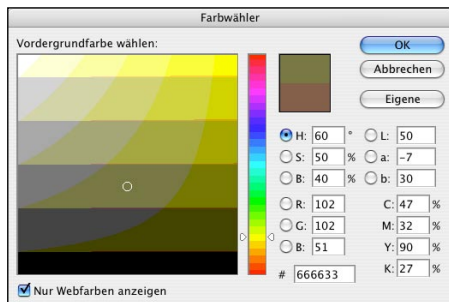 Farbwähler
Vordergrundfarbe wählen:
OK
Abbrechen
Eigene
H: 60 ° L: 50
S: 50 % a: -7
B: 40 % b: 30
R: 102 C: 47 %
G: 102 M: 32 %
B: 51 Y: 90 %
# 666633 K: 27 %
Nur Webfarben anzeigen